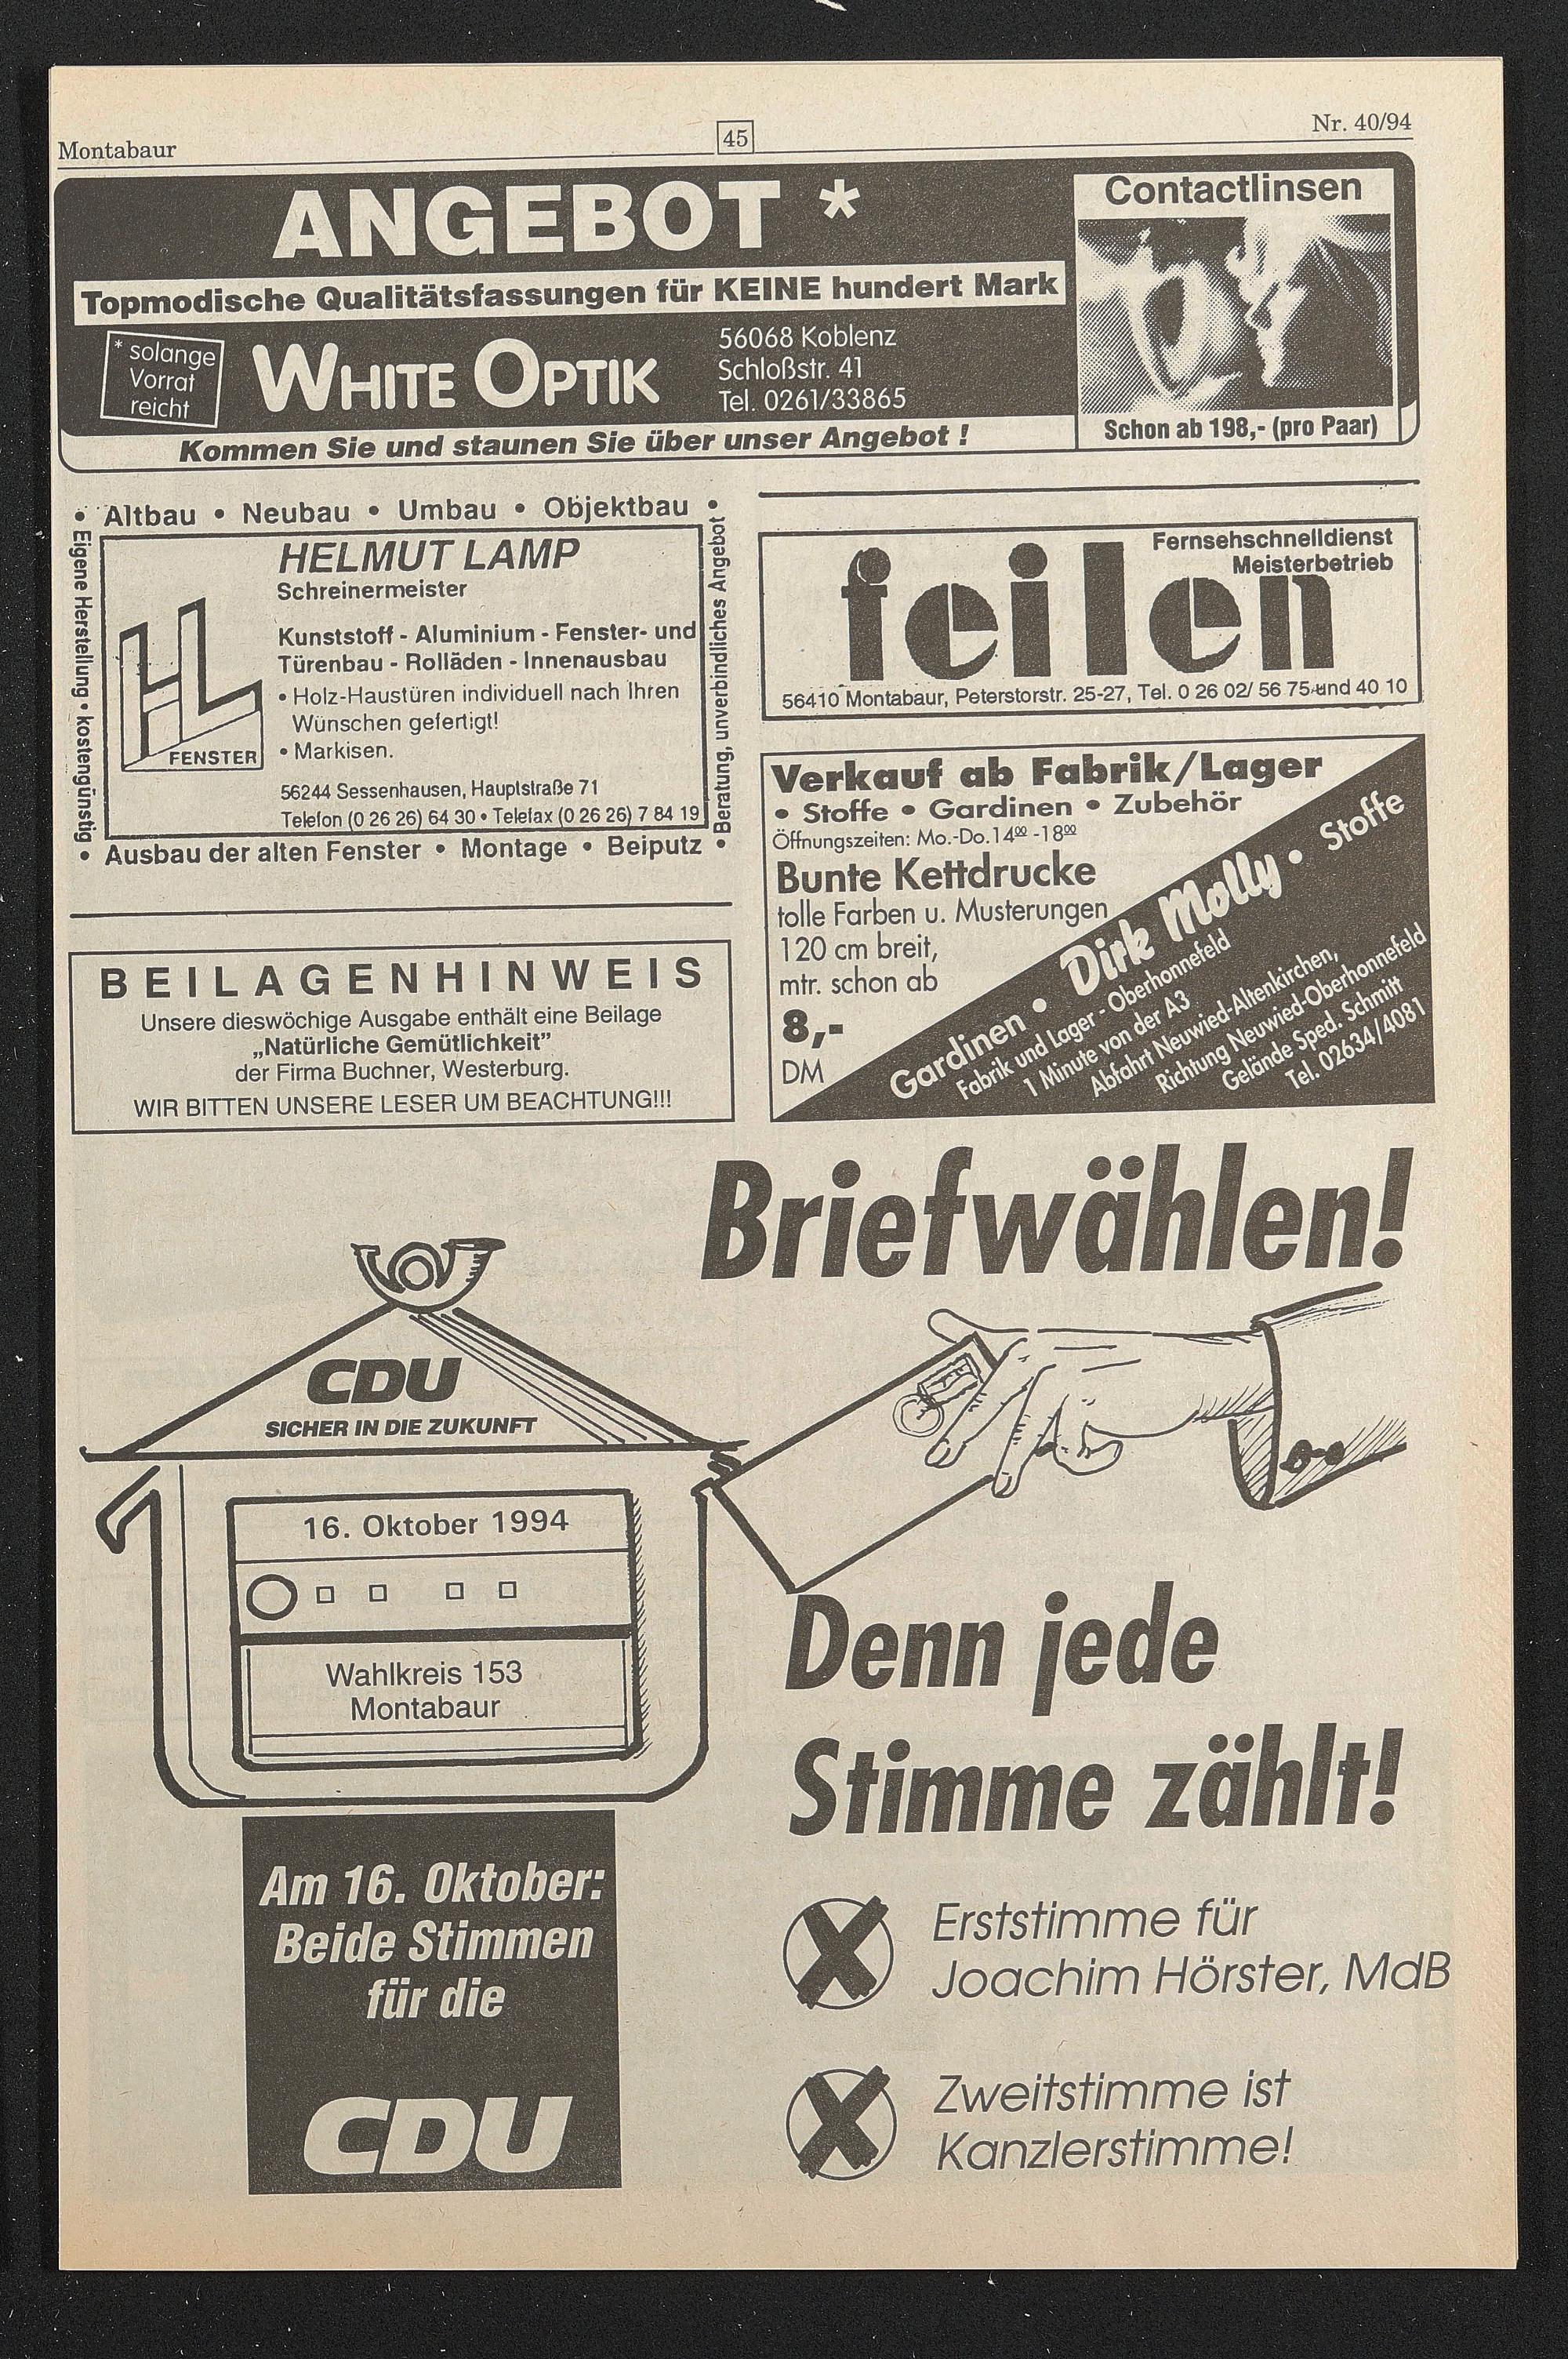 Montabaur
45
Nr. 40/94
ANGEBOT *
Topmodische Qualitätsfassungen für KEINE hundert Mark
* solange
Vorrat
reicht
WHITE OPTIK
56068 Koblenz
Schloßstr. 41
Tel. 0261/33865
Kommen Sie und staunen Sie über unser Angebot !
Contactlinsen
Schon ab 198,- (pro Paar)
• Altbau • Neubau • Umbau • Objektbau •
Eigene Herstellung • kostengünstig
HELMUT LAMP
Schreinermeister
Kunststoff - Aluminium - Fenster- und
Türenbau - Rolläden - Innenausbau
• Holz-Haustüren individuell nach Ihren
Wünschen gefertigt!
• Markisen.
HL
FENSTER
56244 Sessenhausen, Hauptstraße 71
Telefon (0 26 26) 64 30 • Telefax (0 26 26) 7 84 19
Beratung, unverbindliches Angebot
• Ausbau der alten Fenster • Montage • Beiputz •
Fernsehschnelldienst
Meisterbetrieb
feilen
56410 Montabaur, Peterstorstr. 25-27, Tel. 0 26 02/ 56 75 und 40 10
BEILAGENHINWEIS
Unsere dieswöchige Ausgabe enthält eine Beilage
„Natürliche Gemütlichkeit”
der Firma Buchner, Westerburg.
WIR BITTEN UNSERE LESER UM BEACHTUNG!!!
Verkauf ab Fabrik/Lager
• Stoffe • Gardinen • Zubehör
Öffnungszeiten: Mo.-Do.14⁰⁰ -18⁰⁰
Bunte Kettdrucke
tolle Farben u. Musterungen
120 cm breit,
mtr. schon ab
8,-
DM
Gardinen • Dirk Molly • Stoffe
Fabrik und Lager - Oberhonnefeld
1 Minute von der A3
Abfahrt Neuwied-Altenkirchen,
Richtung Neuwied-Oberhonnefeld
Gelände Sped. Schmitt
Tel. 02634/4081
Briefwählen!
CDU
SICHER IN DIE ZUKUNFT
16. Oktober 1994
Wahlkreis 153
Montabaur
Denn jede
Stimme zählt!
Am 16. Oktober:
Beide Stimmen
für die
CDU
Erststimme für
Joachim Hörster, MdB
Zweitstimme ist
Kanzlerstimme!